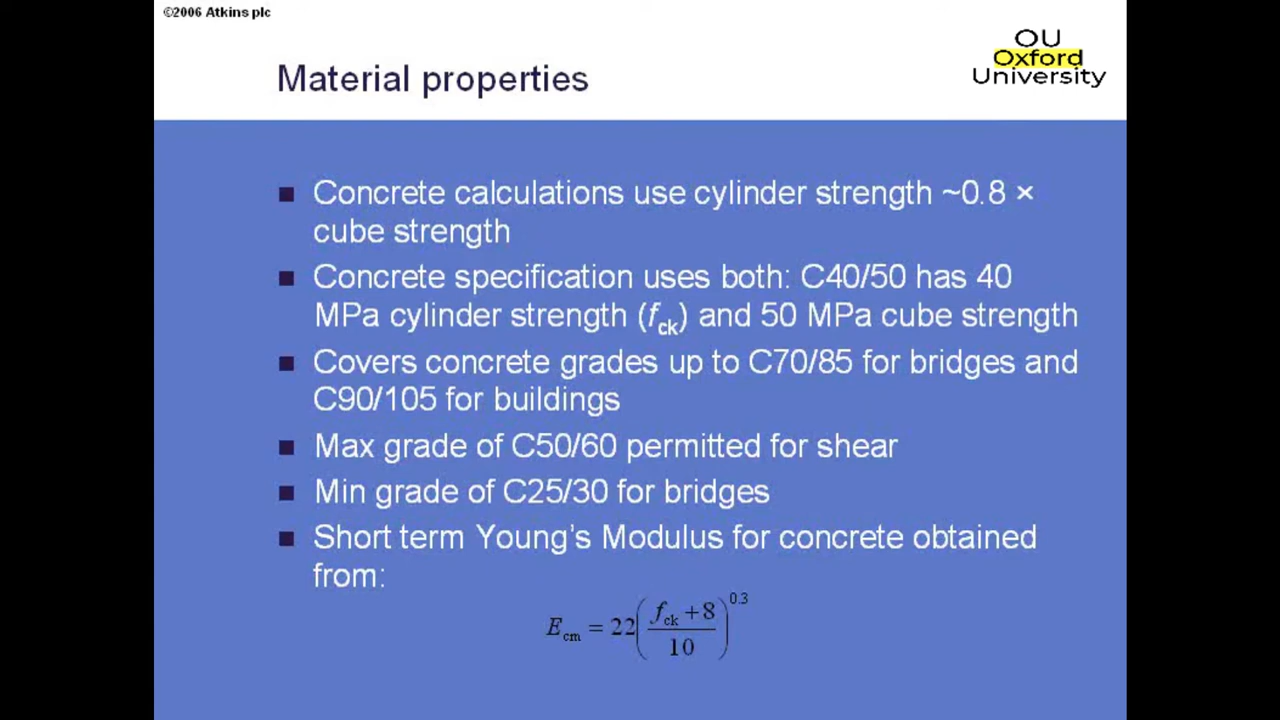 ©2006 Atkins plc
OU
Oxford
University
Material properties
Concrete calculations use cylinder strength ~0.8 ×
cube strength
Concrete specification uses both: C40/50 has 40
MPa cylinder strength (fck) and 50 MPa cube strength
Covers concrete grades up to C70/85 for bridges and
C90/105 for buildings
Max grade of C50/60 permitted for shear
Min grade of C25/30 for bridges
Short term Young's Modulus for concrete obtained
from:
Ecm = 22((fck + 8)/10)^0.3